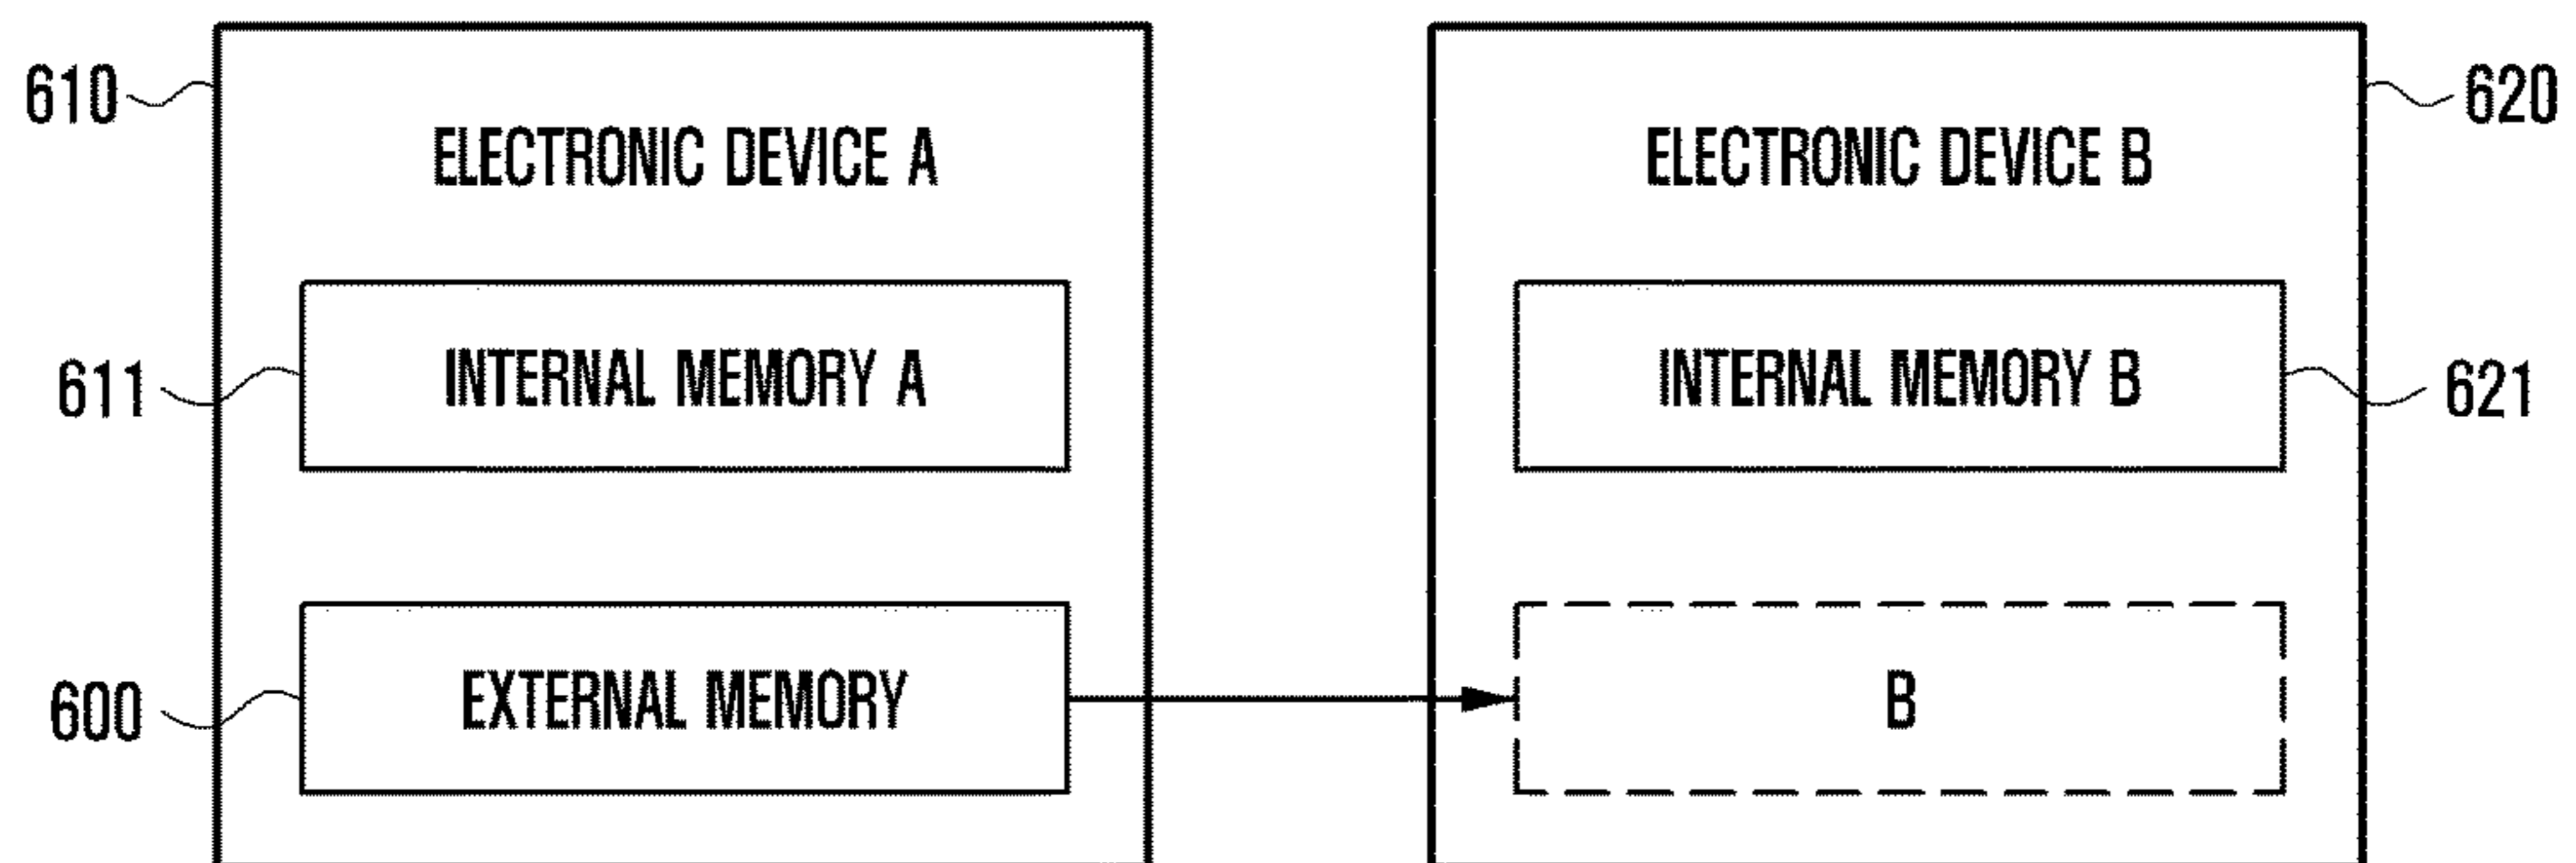 610
ELECTRONIC DEVICE A
611
INTERNAL MEMORY A
600
EXTERNAL MEMORY
620
ELECTRONIC DEVICE B
INTERNAL MEMORY B
621
B